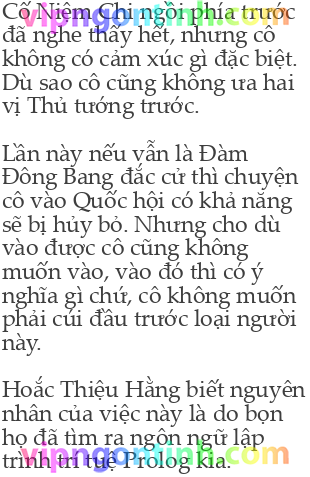 Cố Niệm Chi ngồi phía trước
vipngontinh.com
đã nghe thấy hết, nhưng cô
không có cảm xúc gì đặc biệt.
Dù sao cô cũng không ưa hai
vị Thủ tướng trước.
Lần này nếu vẫn là Đàm
Đông Bang đắc cử thì chuyện
cô vào Quốc hội có khả năng
sẽ bị hủy bỏ. Nhưng cho dù
vào được cô cũng không
muốn vào, vào đó thì có ý
nghĩa gì chứ, cô không muốn
phải cúi đầu trước loại người
này.
Hoắc Thiệu Hằng biết nguyên
nhân của việc này là do bọn
họ đã tìm ra ngôn ngữ lập
trình trí tuệ Prolog kia.
vipngontinh.com